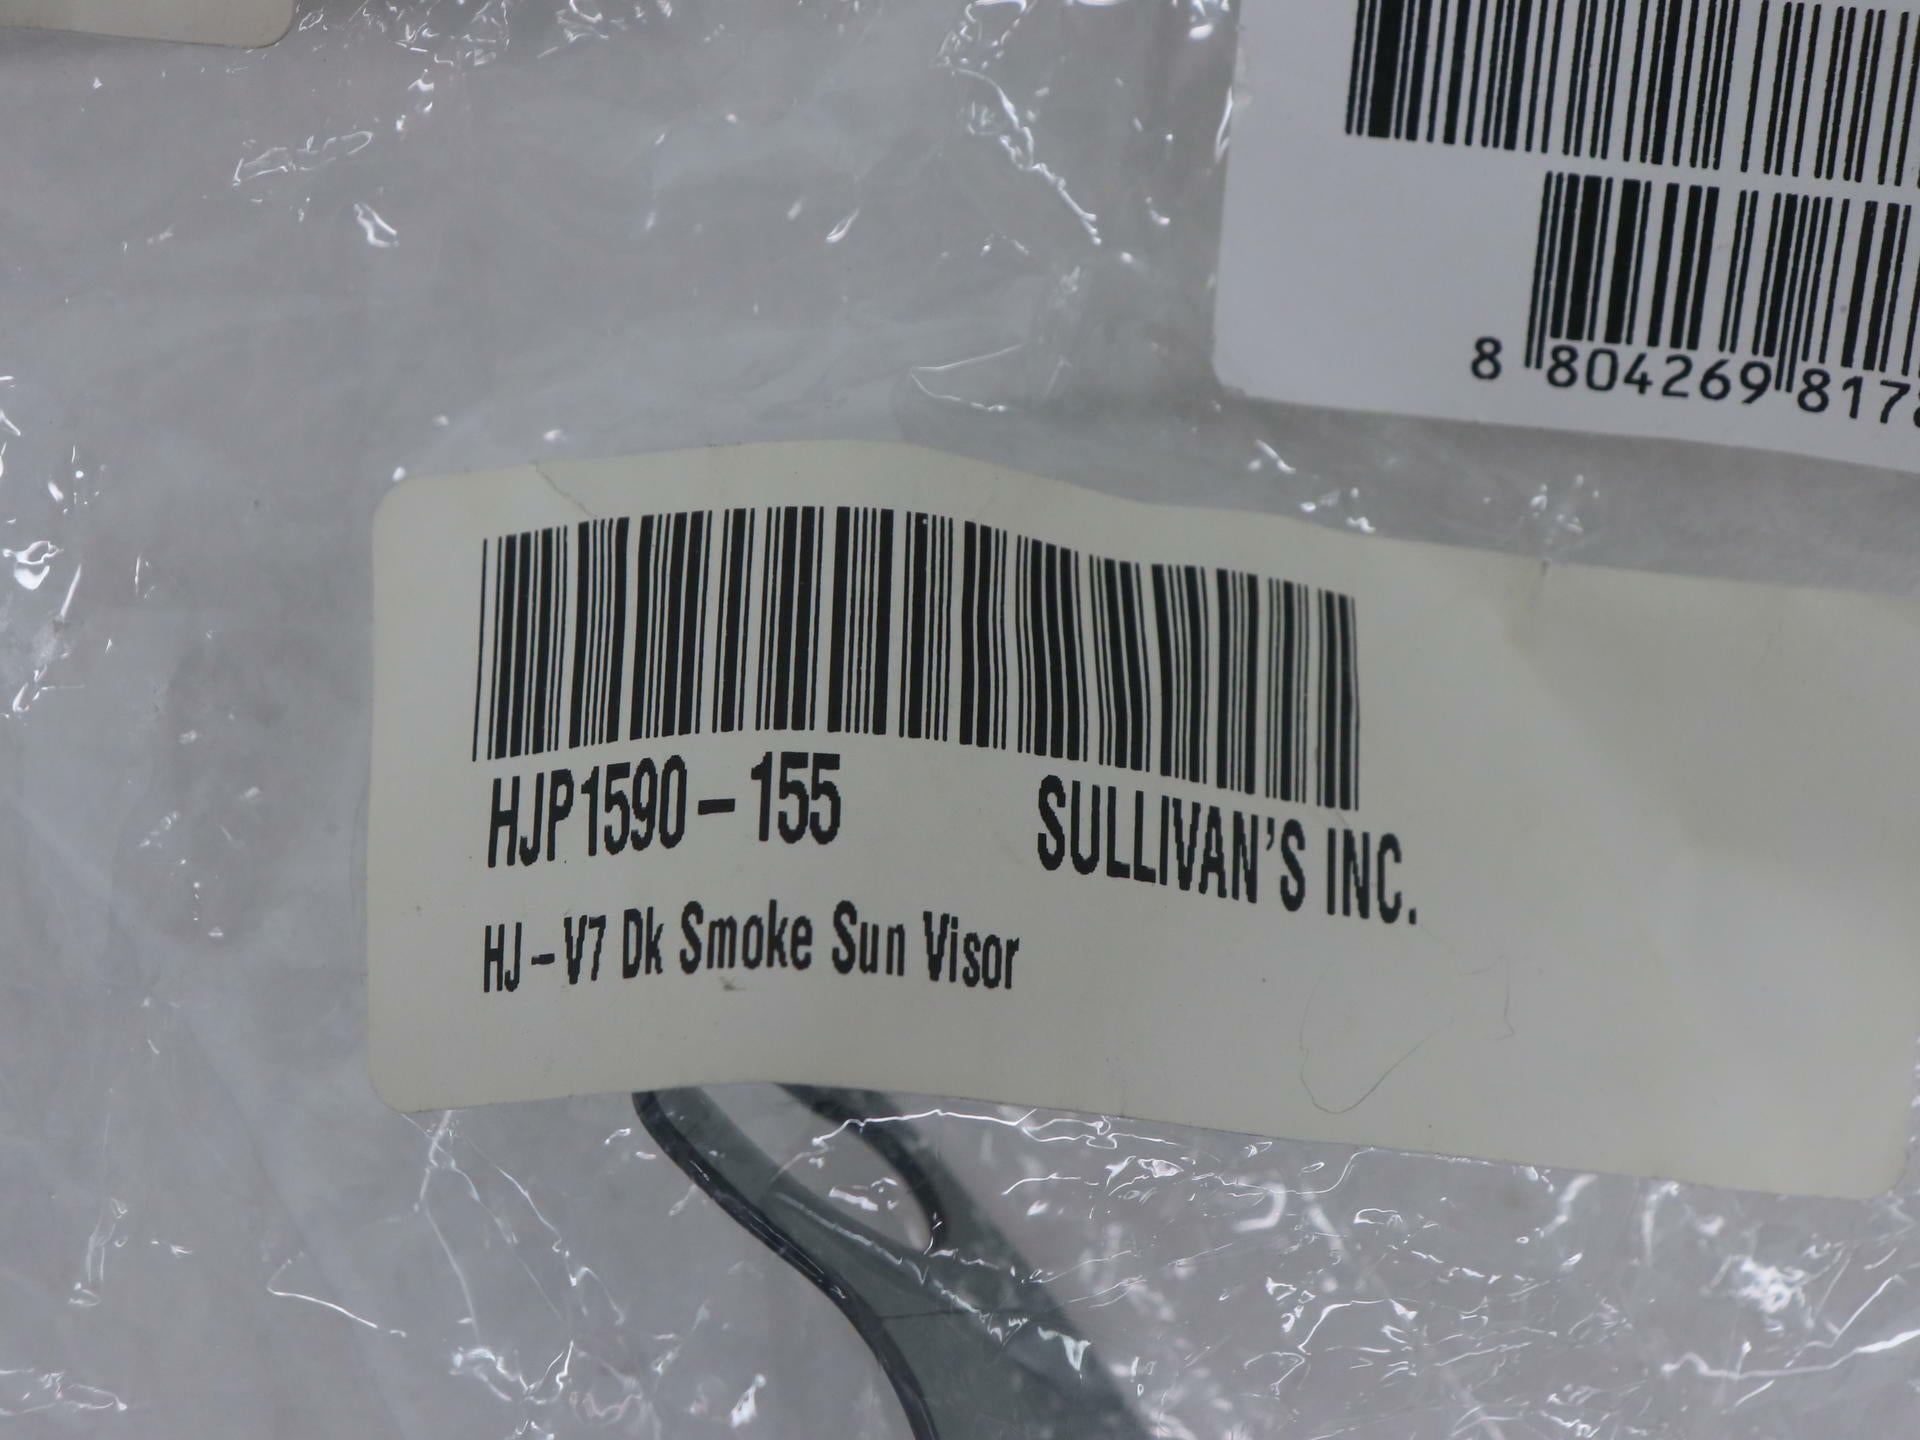 8 804269 817
HJP1590-155 SULLIVAN'S INC.
HJ-V7 Dk Smoke Sun Visor